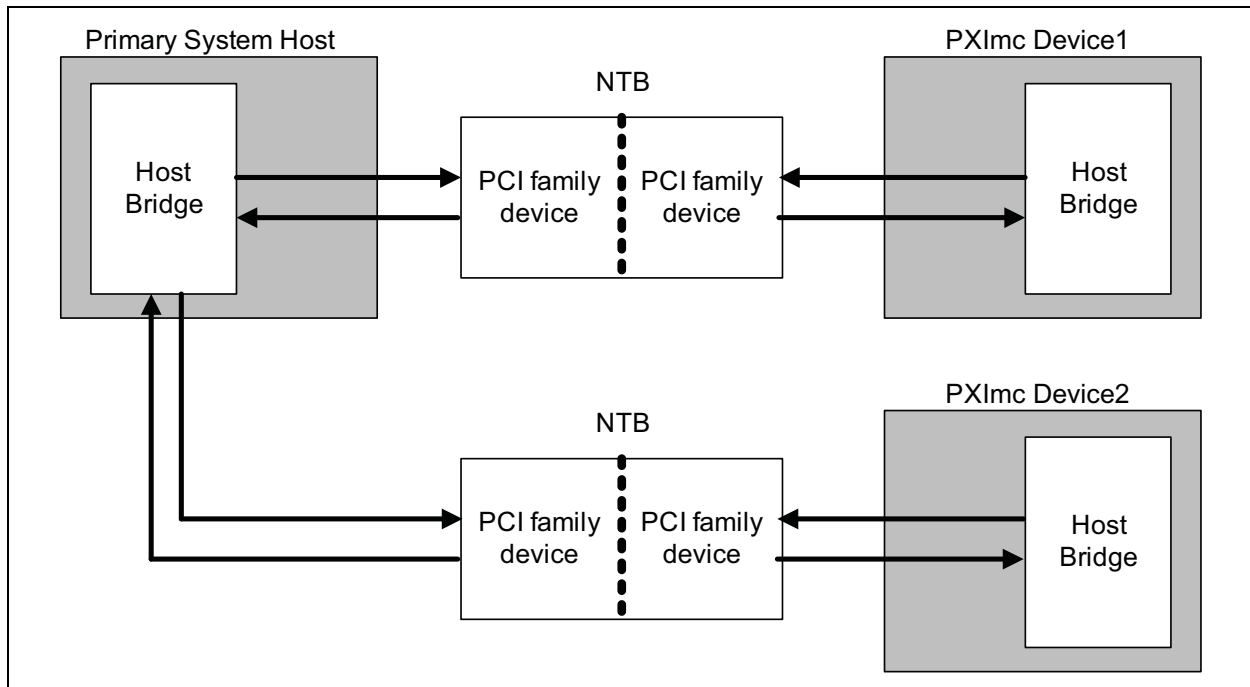 Primary System Host
PXImc Device1
NTB
Host
Bridge
PCI family
device
PCI family
device
Host
Bridge
PXImc Device2
NTB
PCI family
device
PCI family
device
Host
Bridge